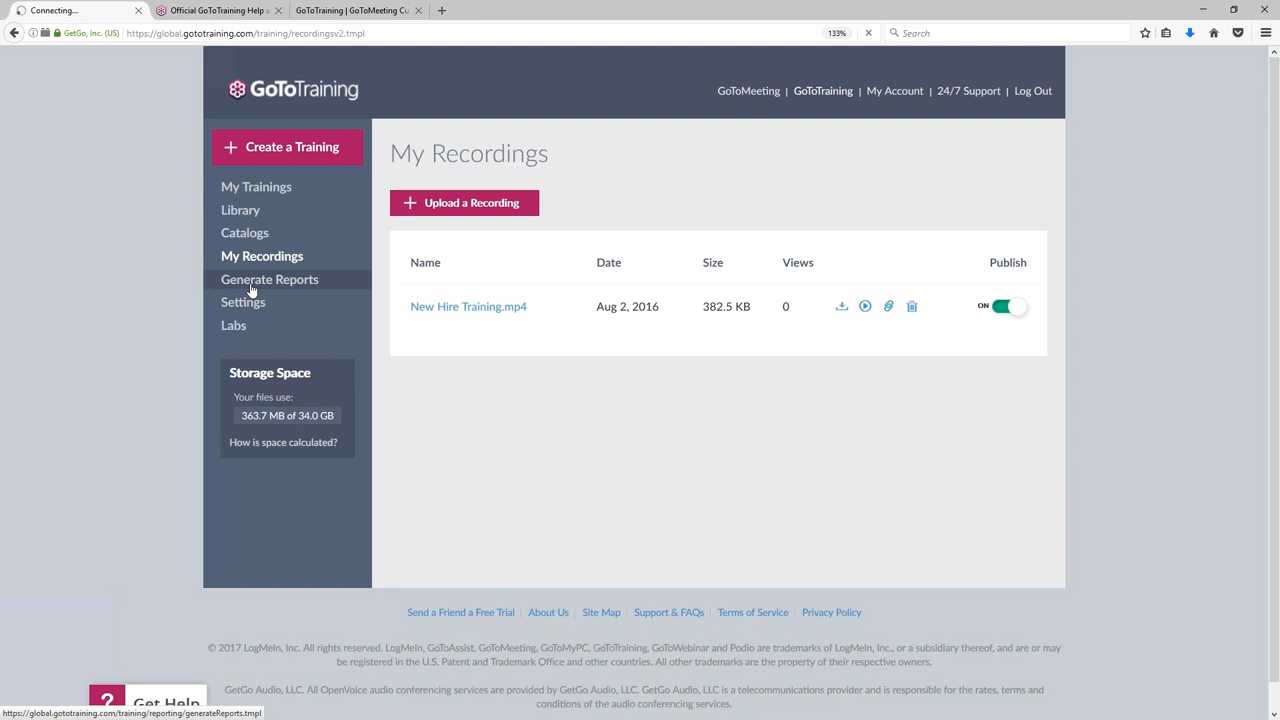 Connecting...
Official GoToTraining Help a
GoToTraining | GoToMeeting Cu
GetGo, Inc. (US)
https://global.gototraining.com/training/recordingsv2.tmpl
133%
Search
GoToTraining
GoToMeeting | GoToTraining | My Account | 24/7 Support | Log Out
+ Create a Training
My Trainings
Library
Catalogs
My Recordings
Generate Reports
Settings
Labs
Storage Space
Your files use:
363.7 MB of 34.0 GB
How is space calculated?
My Recordings
+ Upload a Recording
Name Date Size Views Publish
New Hire Training.mp4 Aug 2, 2016 382.5 KB 0 ON
Send a Friend a Free Trial | About Us | Site Map | Support & FAQs | Terms of Service | Privacy Policy
© 2017 LogMeIn, Inc. All rights reserved. LogMeIn, GoToAssist, GoToMeeting, GoToMyPC, GoToTraining, GoToWebinar and Podio are trademarks of LogMeIn, Inc., or a subsidiary thereof, and are or may
be registered in the U.S. Patent and Trademark Office and other countries. All other trademarks are the property of their respective owners.
GetGo Audio, LLC. All OpenVoice audio conferencing services are provided by GetGo Audio, LLC. GetGo Audio, LLC is a telecommunications provider and is responsible for the rates, terms and
conditions of the audio conferencing services.
? Get Help
https://global.gototraining.com/training/reporting/generateReports.tmpl